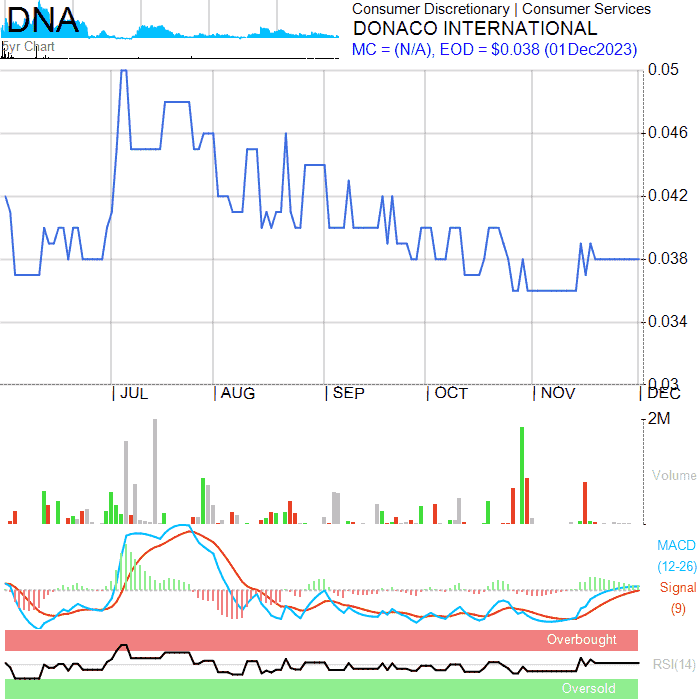 DNA
Consumer Discretionary | Consumer Services
DONACO INTERNATIONAL
5yr Chart
MC = (N/A), EOD = $0.038 (01Dec2023)
0.05
0.046
0.042
0.038
0.034
0.03
JUL AUG SEP OCT NOV DEC
2M
Volume
MACD
(12-26)
Signal
(9)
Overbought
RSI(14)
Oversold